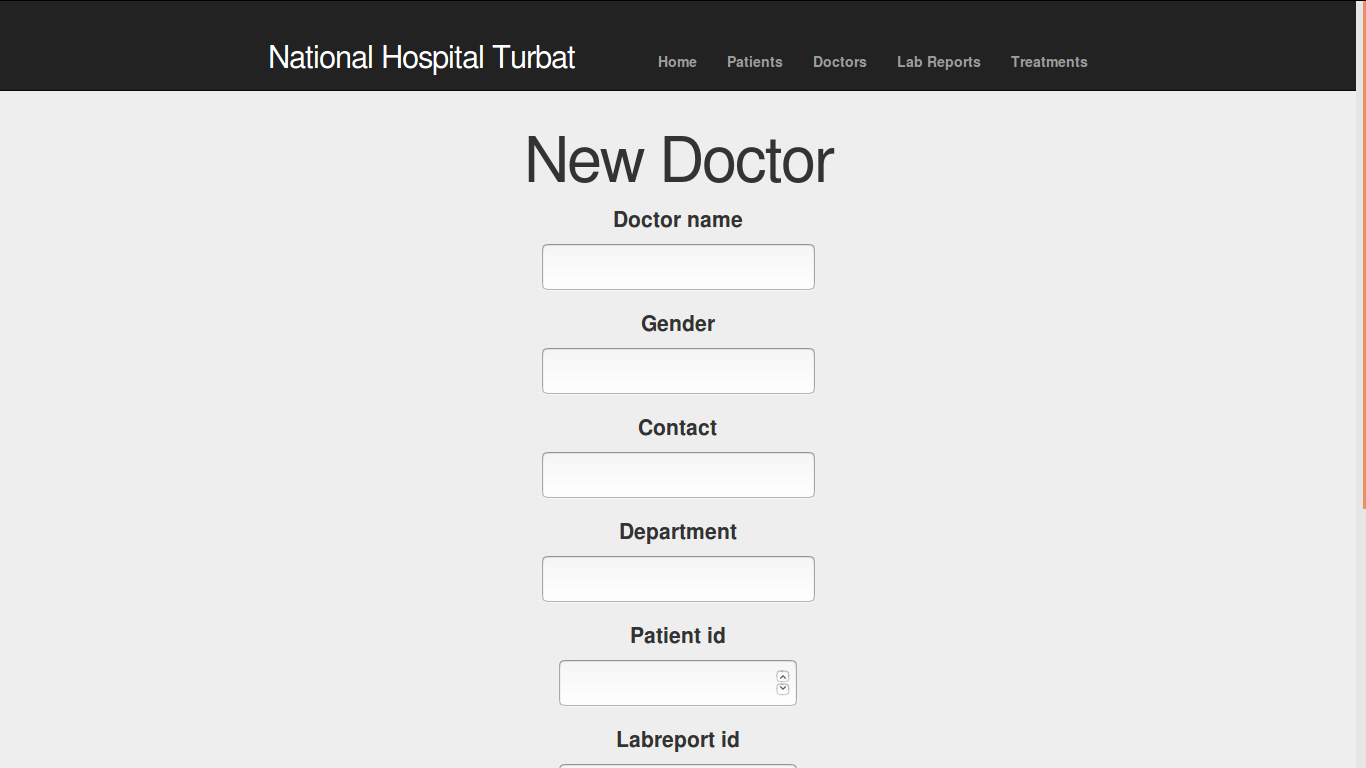 National Hospital Turbat
Home Patients Doctors Lab Reports Treatments
New Doctor
Doctor name
Gender
Contact
Department
Patient id
Labreport id